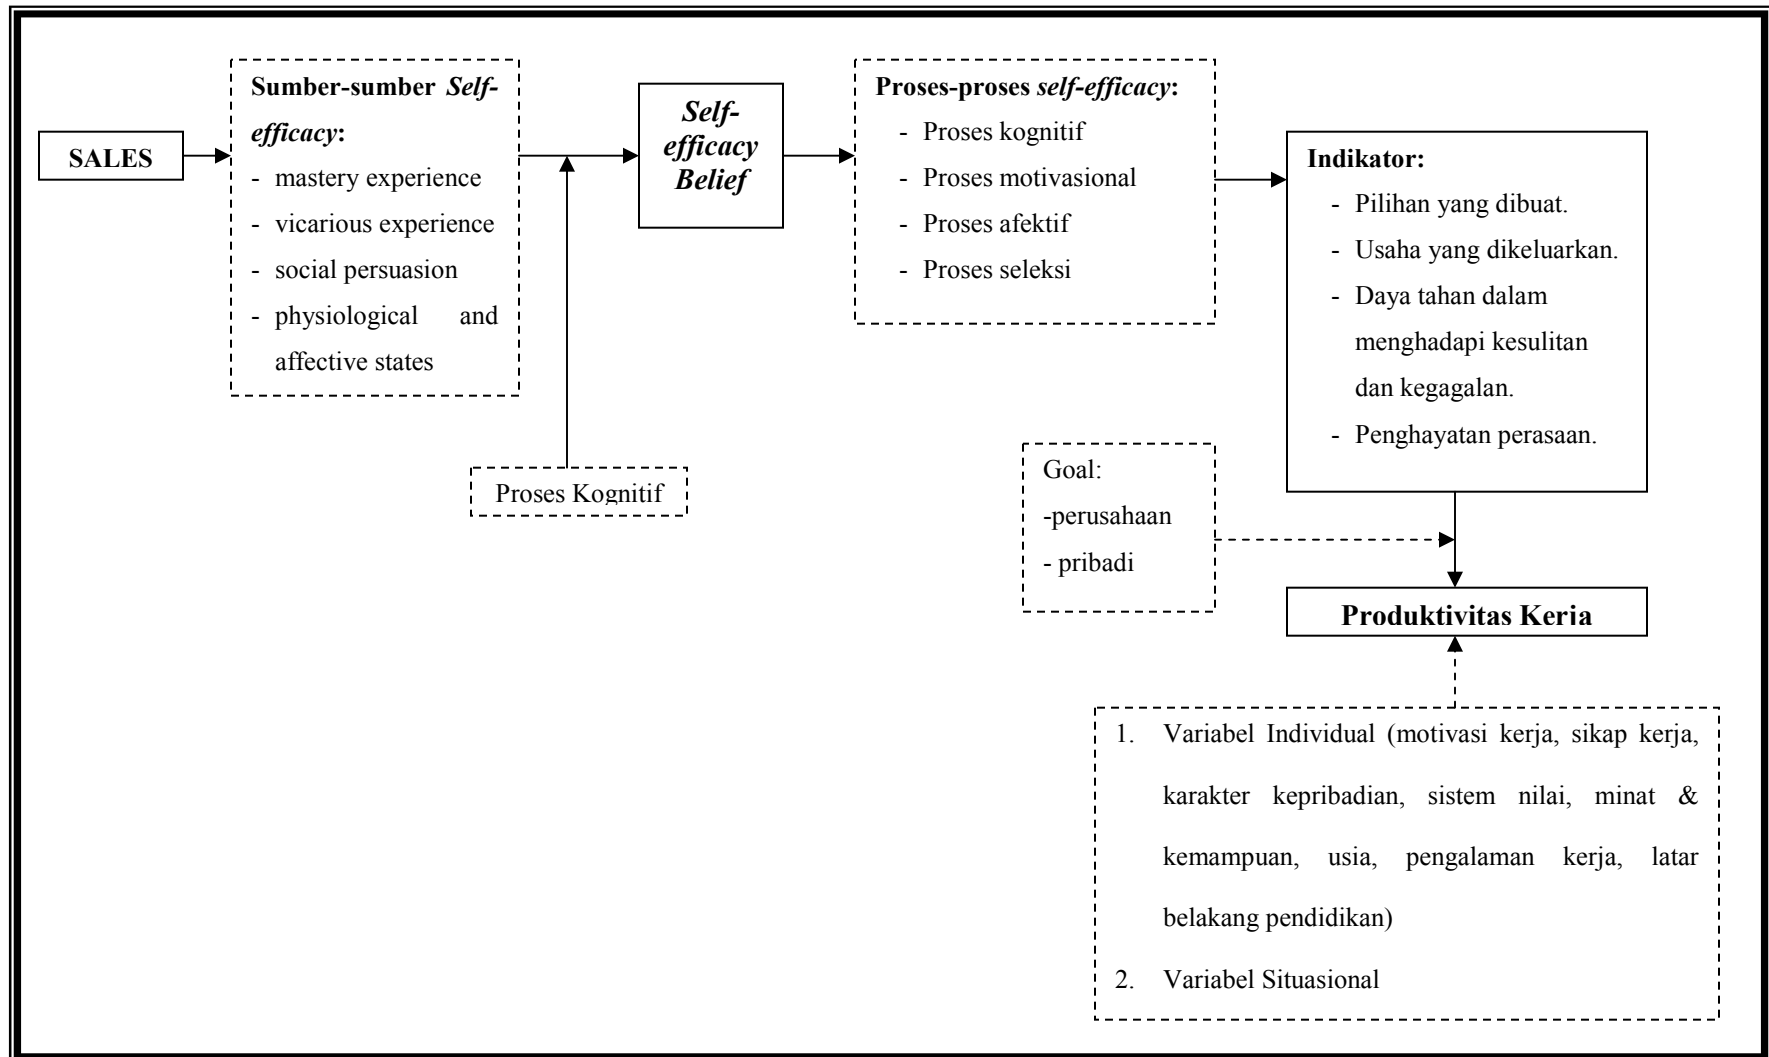 SALES
Sumber-sumber Self-
efficacy:
- mastery experience
- vicarious experience
- social persuasion
- physiological and
affective states
Proses Kognitif
Self-
efficacy
Belief
Proses-proses self-efficacy:
- Proses kognitif
- Proses motivasional
- Proses afektif
- Proses seleksi
Indikator:
- Pilihan yang dibuat.
- Usaha yang dikeluarkan.
- Daya tahan dalam
menghadapi kesulitan
dan kegagalan.
- Penghayatan perasaan.
Goal:
-perusahaan
- pribadi
Produktivitas Kerja
1. Variabel Individual (motivasi kerja, sikap kerja,
karakter kepribadian, sistem nilai, minat &
kemampuan, usia, pengalaman kerja, latar
belakang pendidikan)
2. Variabel Situasional